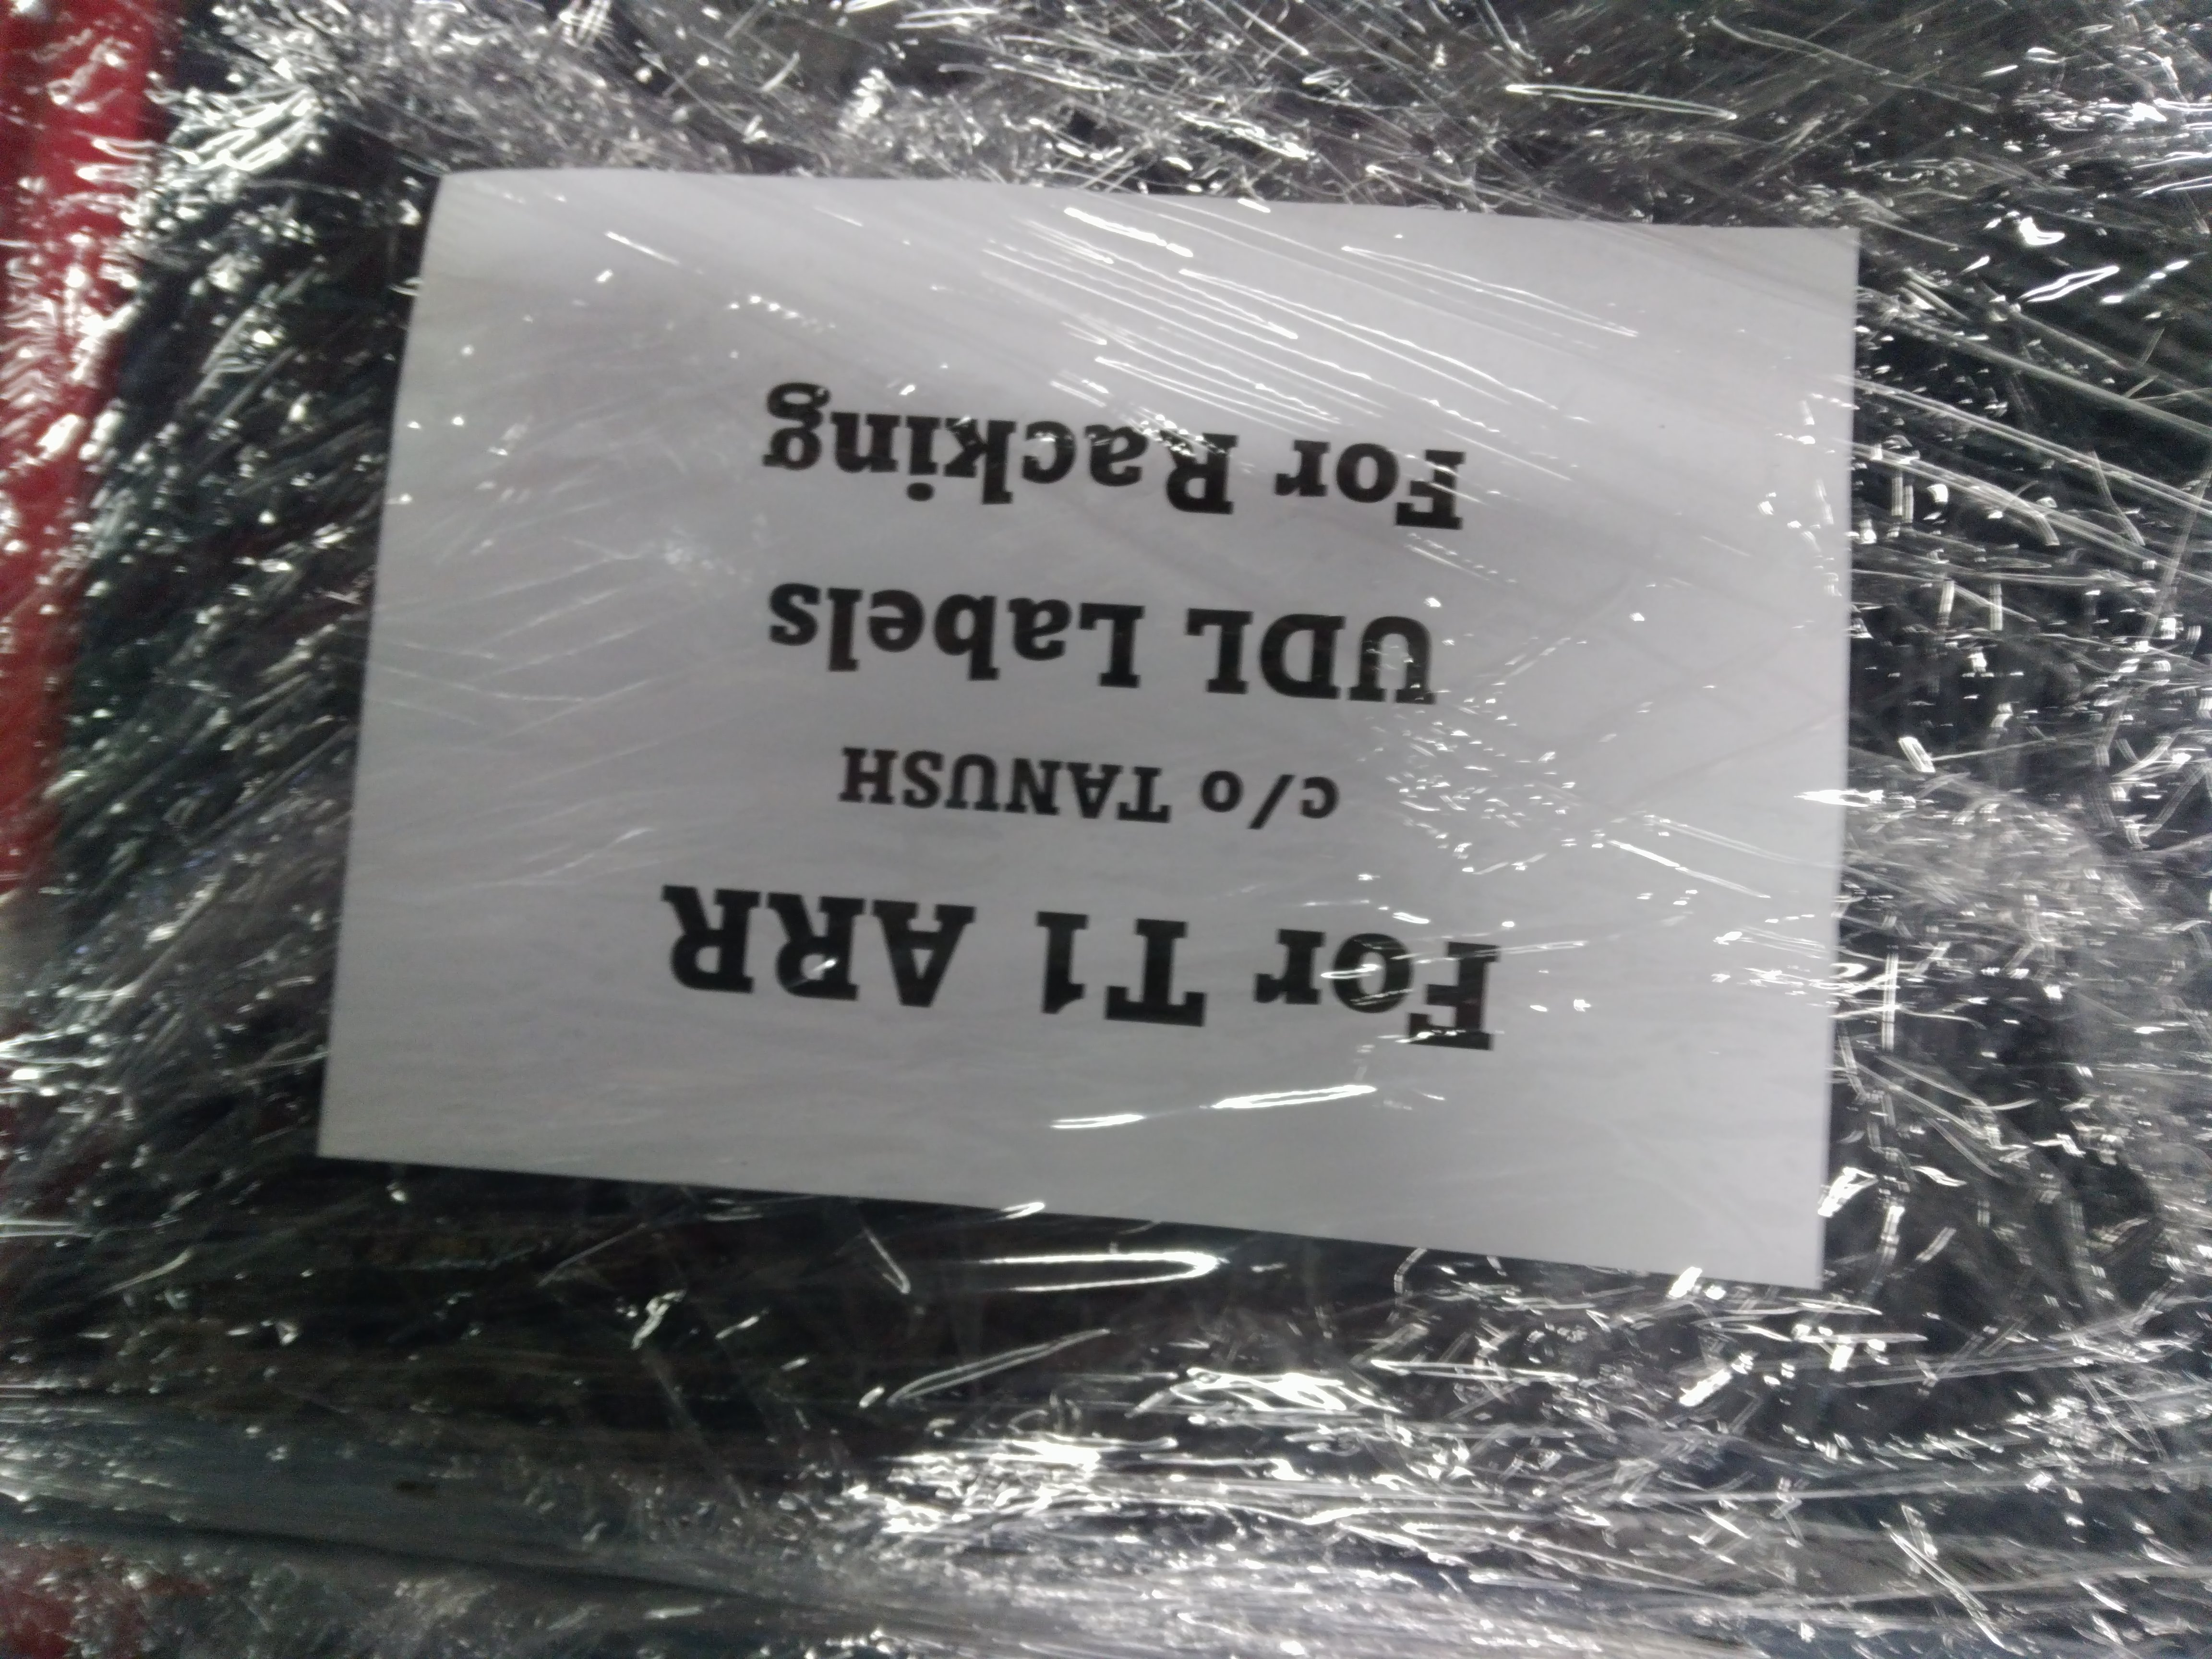 For T1 ARR
c/o TANUSH
UDL Labels
For Racking